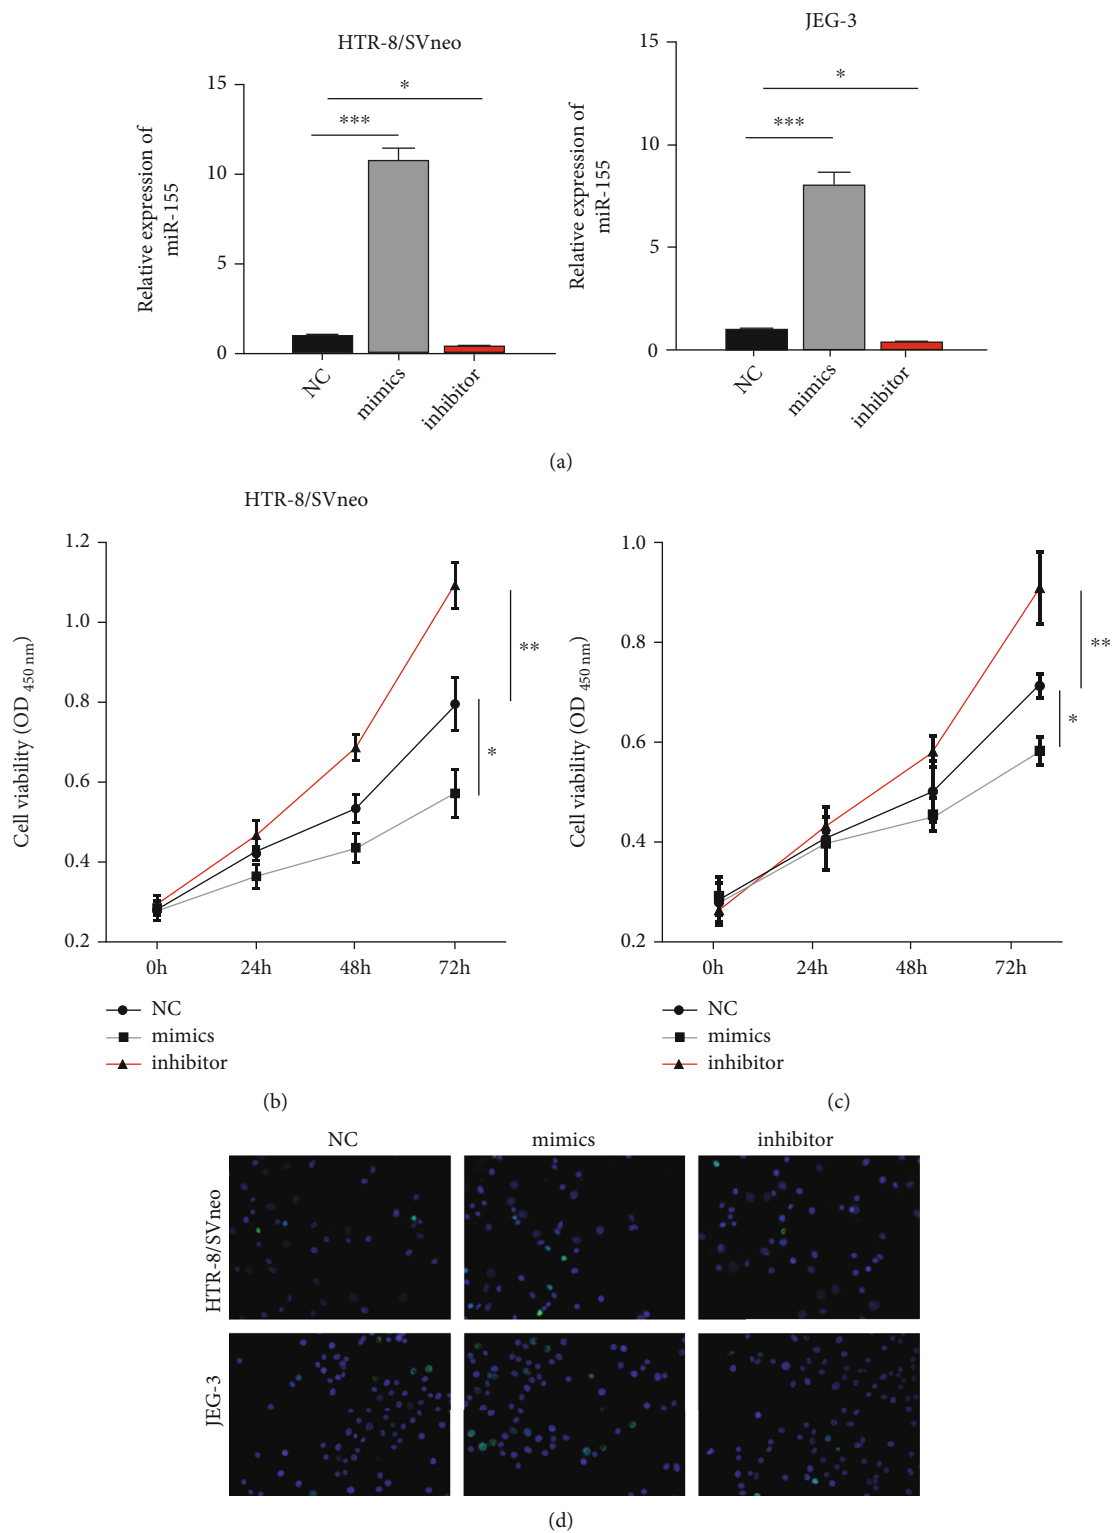 HTR-8/SVneo
Relative expression of
miR-155
15
10
5
0
***
*
NC
mimics
inhibitor
JEG-3
Relative expression of
miR-155
15
10
5
0
***
*
NC
mimics
inhibitor
(a)
HTR-8/SVneo
Cell viability (OD 450 nm)
1.2
1.0
0.8
0.6
0.4
0.2
**
*
0h 24h 48h 72h
NC
mimics
inhibitor
(b)
Cell viability (OD 450 nm)
1.0
0.8
0.6
0.4
0.2
**
*
0h 24h 48h 72h
NC
mimics
inhibitor
(c)
NC mimics inhibitor
HTR-8/SVneo
JEG-3
(d)